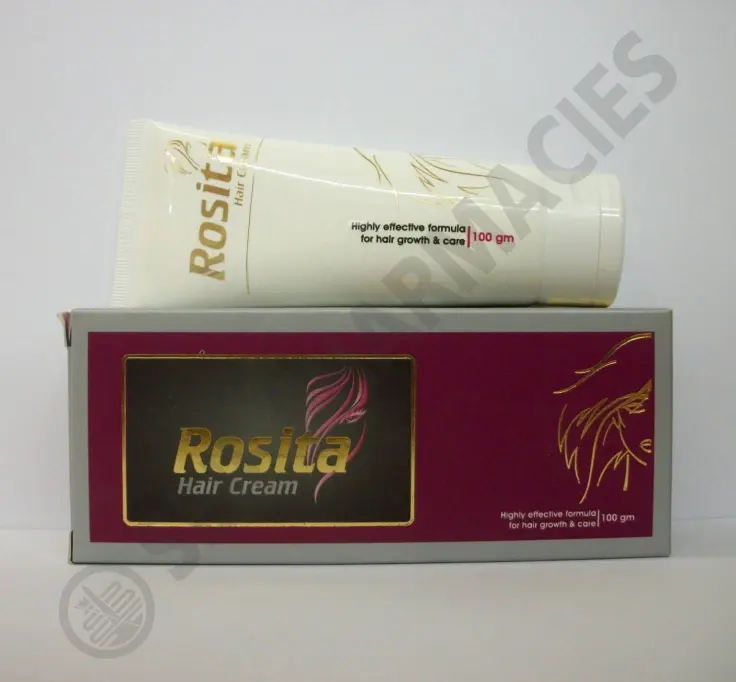 Rosita
Hair Cream
Highly effective formula
for hair growth & care
100 gm
Rosita
Hair Cream
Highly effective formula
for hair growth & care
100 gm
PHARMACIES